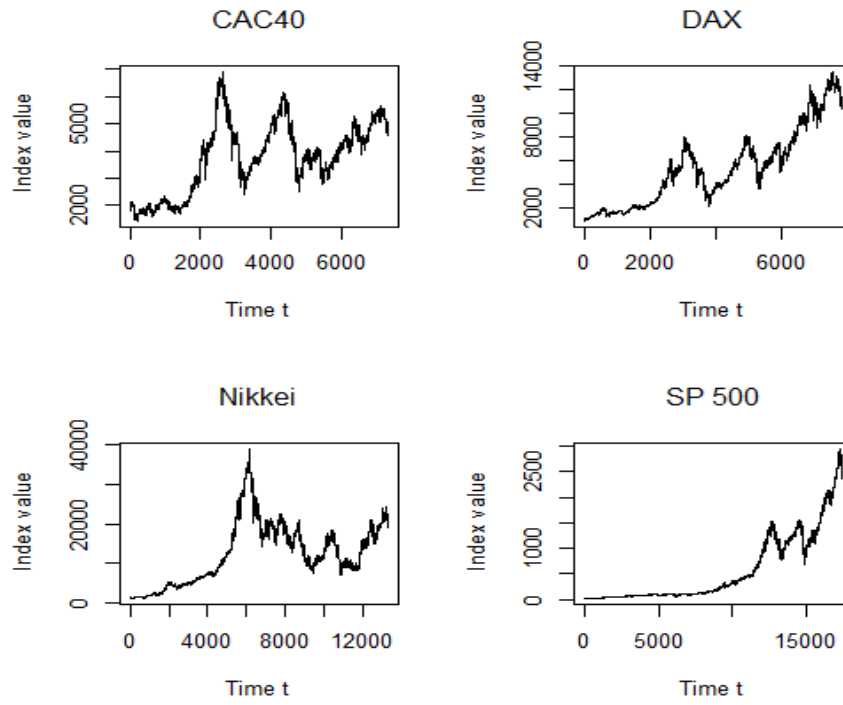 CAC40
Index value
5000
2000
0 2000 4000 6000
Time t
DAX
Index value
14000
8000
2000
0 2000 6000
Time t
Nikkei
Index value
40000
20000
0
0 4000 8000 12000
Time t
SP 500
Index value
2500
1000
0
0 5000 15000
Time t